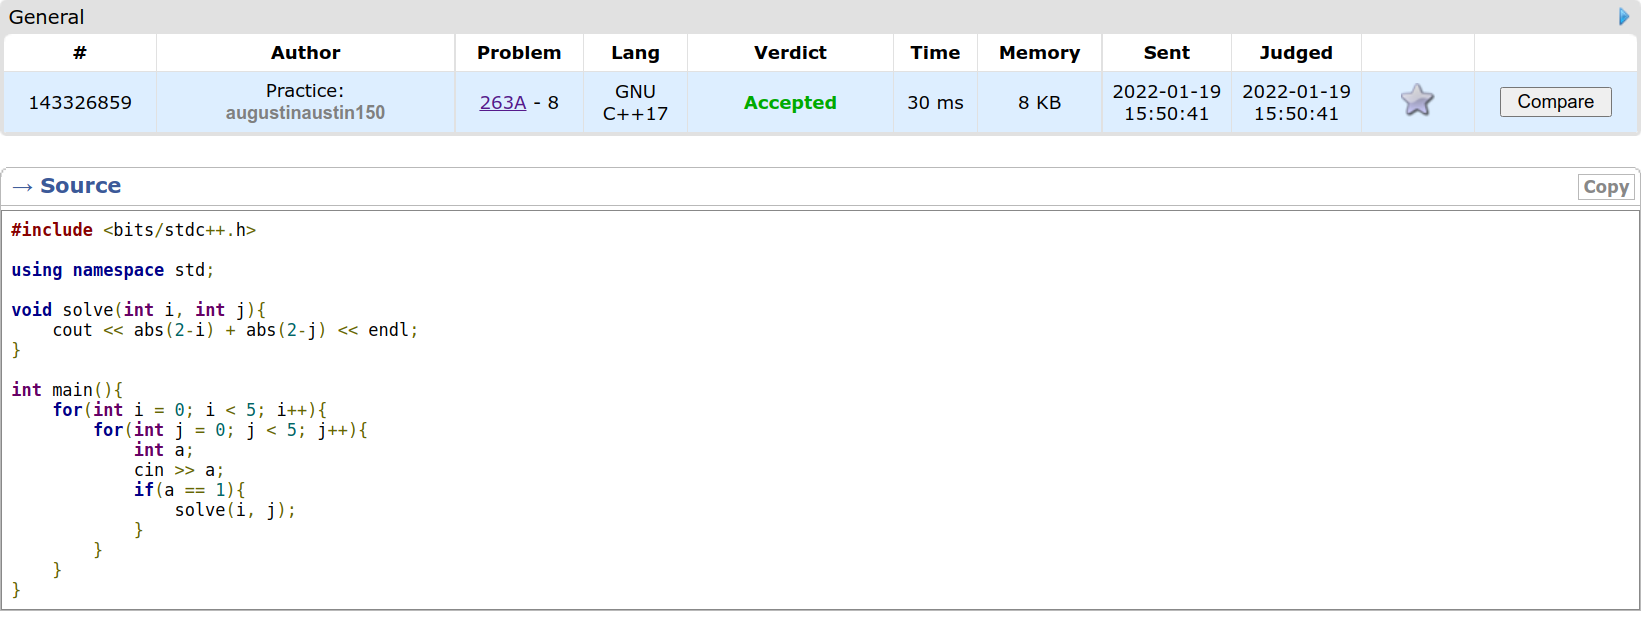 General
# Author Problem Lang Verdict Time Memory Sent Judged
143326859 Practice: augustinaustin150 263A - 8 GNU C++17 Accepted 30 ms 8 KB 2022-01-19 15:50:41 2022-01-19 15:50:41 Compare
→ Source Copy
#include <bits/stdc++.h>
using namespace std;
void solve(int i, int j){
    cout << abs(2-i) + abs(2-j) << endl;
}
int main(){
    for(int i = 0; i < 5; i++){
        for(int j = 0; j < 5; j++){
            int a;
            cin >> a;
            if(a == 1){
                solve(i, j);
            }
        }
    }
}